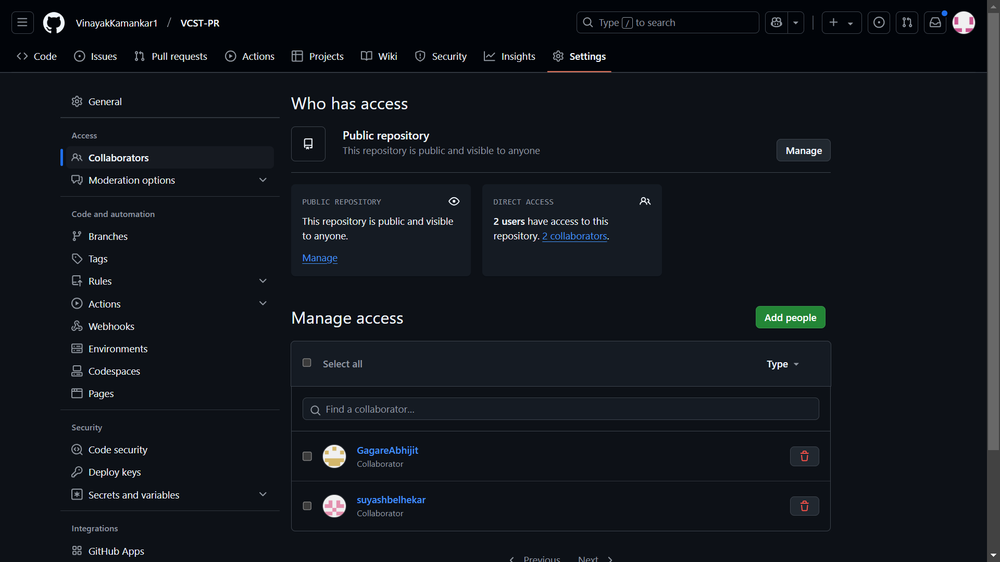 VinayakKamankar1 / VCST-PR
Type / to search
Code
Issues
Pull requests
Actions
Projects
Wiki
Security
Insights
Settings
General
Access
Collaborators
Moderation options
Code and automation
Branches
Tags
Rules
Actions
Webhooks
Environments
Codespaces
Pages
Security
Code security
Deploy keys
Secrets and variables
Integrations
GitHub Apps
Who has access
Public repository
This repository is public and visible to anyone
Manage
PUBLIC REPOSITORY
This repository is public and visible
to anyone.
Manage
DIRECT ACCESS
2 users have access to this
repository. 2 collaborators.
Manage access
Add people
Select all
Type
Find a collaborator...
GagareAbhijit
Collaborator
suyashbelhekar
Collaborator
Previous
Next